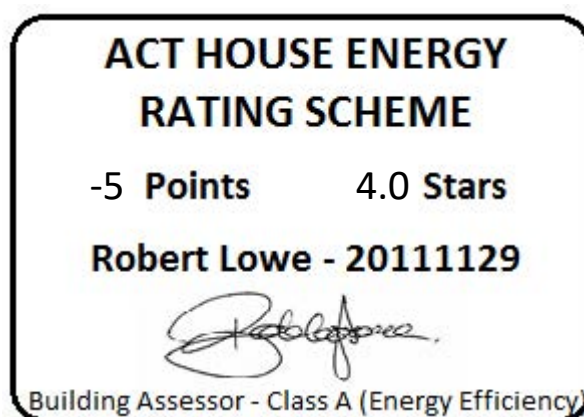 ACT HOUSE ENERGY
RATING SCHEME
-5 Points 4.0 Stars
Robert Lowe - 20111129
Building Assessor - Class A (Energy Efficiency)